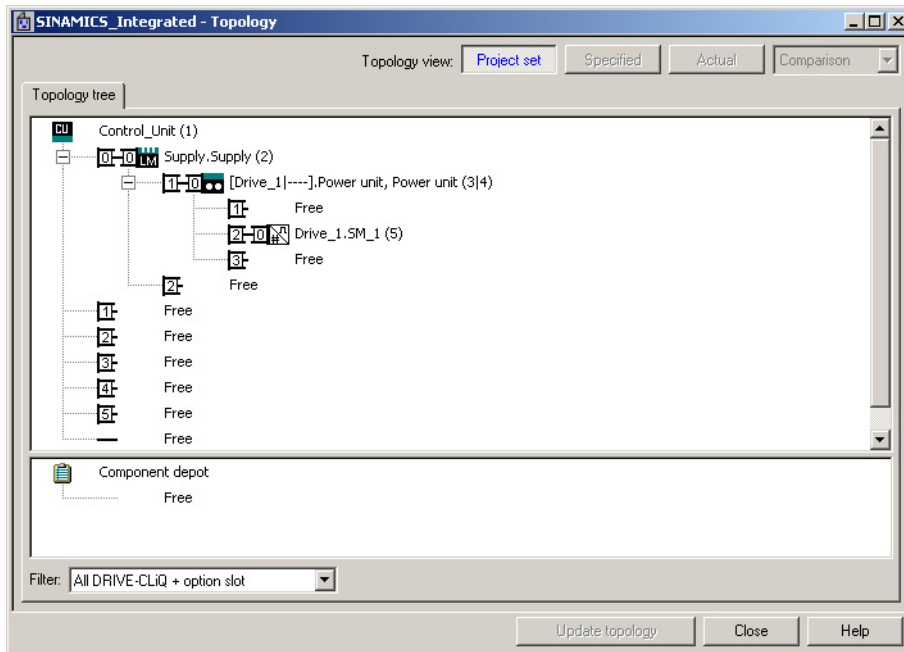 SINAMICS_Integrated - Topology
Topology view: Project set Specified Actual Comparison
Topology tree
CU Control_Unit (1)
0 0 LM Supply.Supply (2)
1 0 [Drive_1|----].Power unit, Power unit (3|4)
1 Free
2 0 # Drive_1.SM_1 (5)
3 Free
2 Free
1 Free
2 Free
3 Free
4 Free
5 Free
Free
Component depot
Free
Filter: All DRIVE-CLiQ + option slot
Update topology Close Help